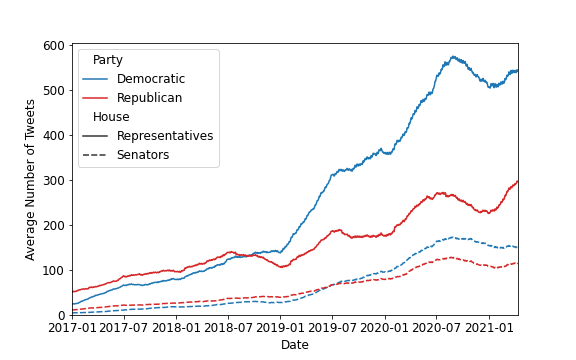 600
500
400
300
200
100
0
Average Number of Tweets
Party
Democratic
Republican
House
Representatives
Senators
2017-01 2017-07 2018-01 2018-07 2019-01 2019-07 2020-01 2020-07 2021-01
Date